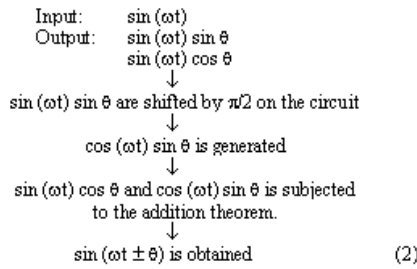 Input: sin (ωt)
Output: sin (ωt) sin θ
sin (ωt) cos θ
↓
sin (ωt) sin θ are shifted by π/2 on the circuit
↓
cos (ωt) sin θ is generated
↓
sin (ωt) cos θ and cos (ωt) sin θ is subjected
to the addition theorem.
↓
sin (ωt ± θ) is obtained (2)